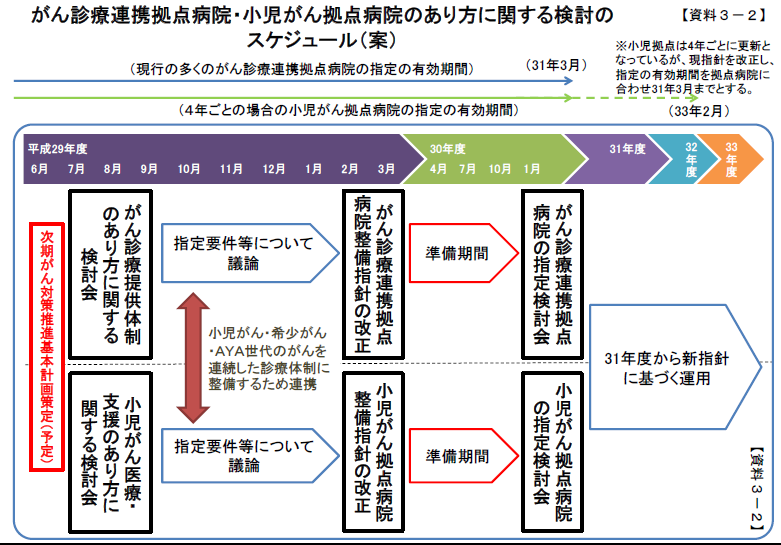 がん診療連携拠点病院・小児がん拠点病院のあり方に関する検討の
スケジュール（案）
【資料３－２】
（現行の多くのがん診療連携拠点病院の指定の有効期間）
（31年3月）
※小児拠点は4年ごとに更新と
なっているが、現指針を改正し、
指定の有効期間を拠点病院に
合わせ31年3月までとする。
（４年ごとの場合の小児がん拠点病院の指定の有効期間）
（33年2月）
平成29年度
6月 7月 8月 9月 10月 11月 12月 1月 2月 3月
30年度
4月 7月 10月 1月
31年度
32年度
33年度
次期がん対策推進基本計画策定（予定）
がん診療提供体制
のあり方に関する
検討会
指定要件等について
議論
がん診療連携拠点
病院整備指針の改正
準備期間
がん診療連携拠点
病院の指定検討会
小児がん・希少がん
・AYA世代のがんを
連続した診療体制に
整備するため連携
31年度から新指針
に基づく運用
小児がん医療・
支援のあり方に
関する検討会
指定要件等について
議論
小児がん拠点病院
整備指針の改正
準備期間
小児がん拠点病院
の指定検討会
【資料３－２】